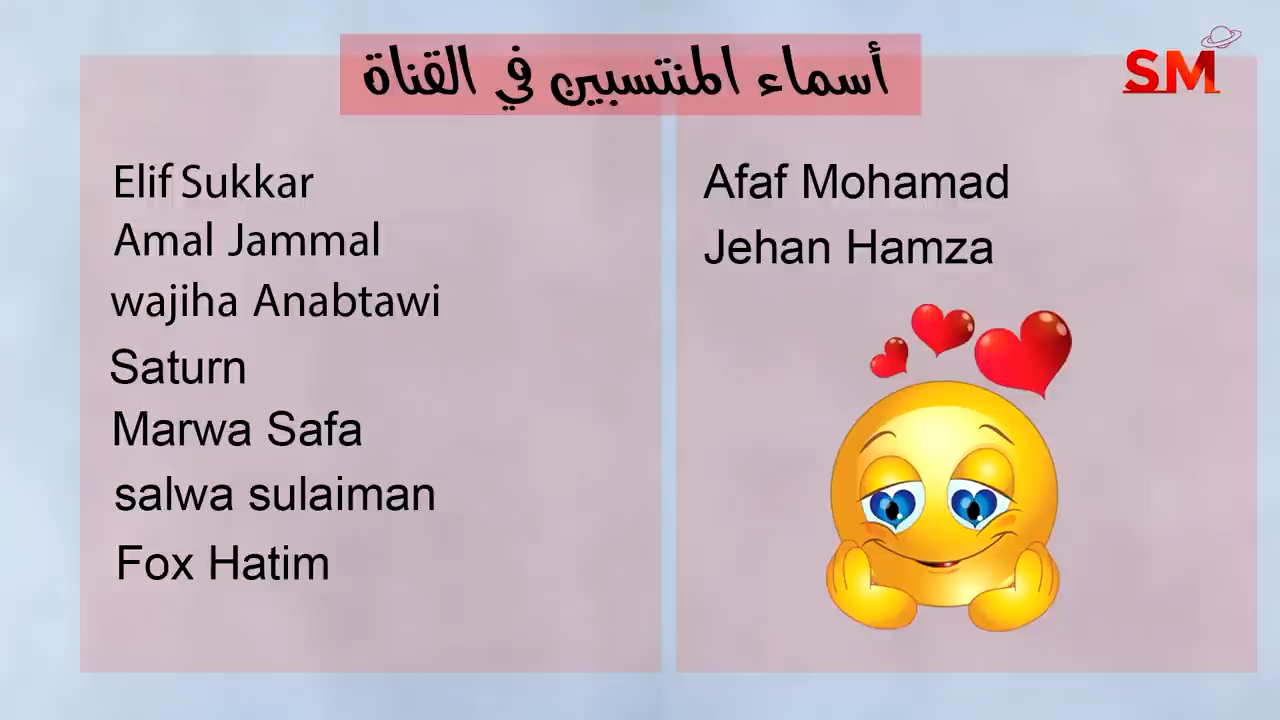 أسماء المنتسبين في القناة
SM
Elif Sukkar
Amal Jammal
wajiha Anabtawi
Saturn
Marwa Safa
salwa sulaiman
Fox Hatim
Afaf Mohamad
Jehan Hamza